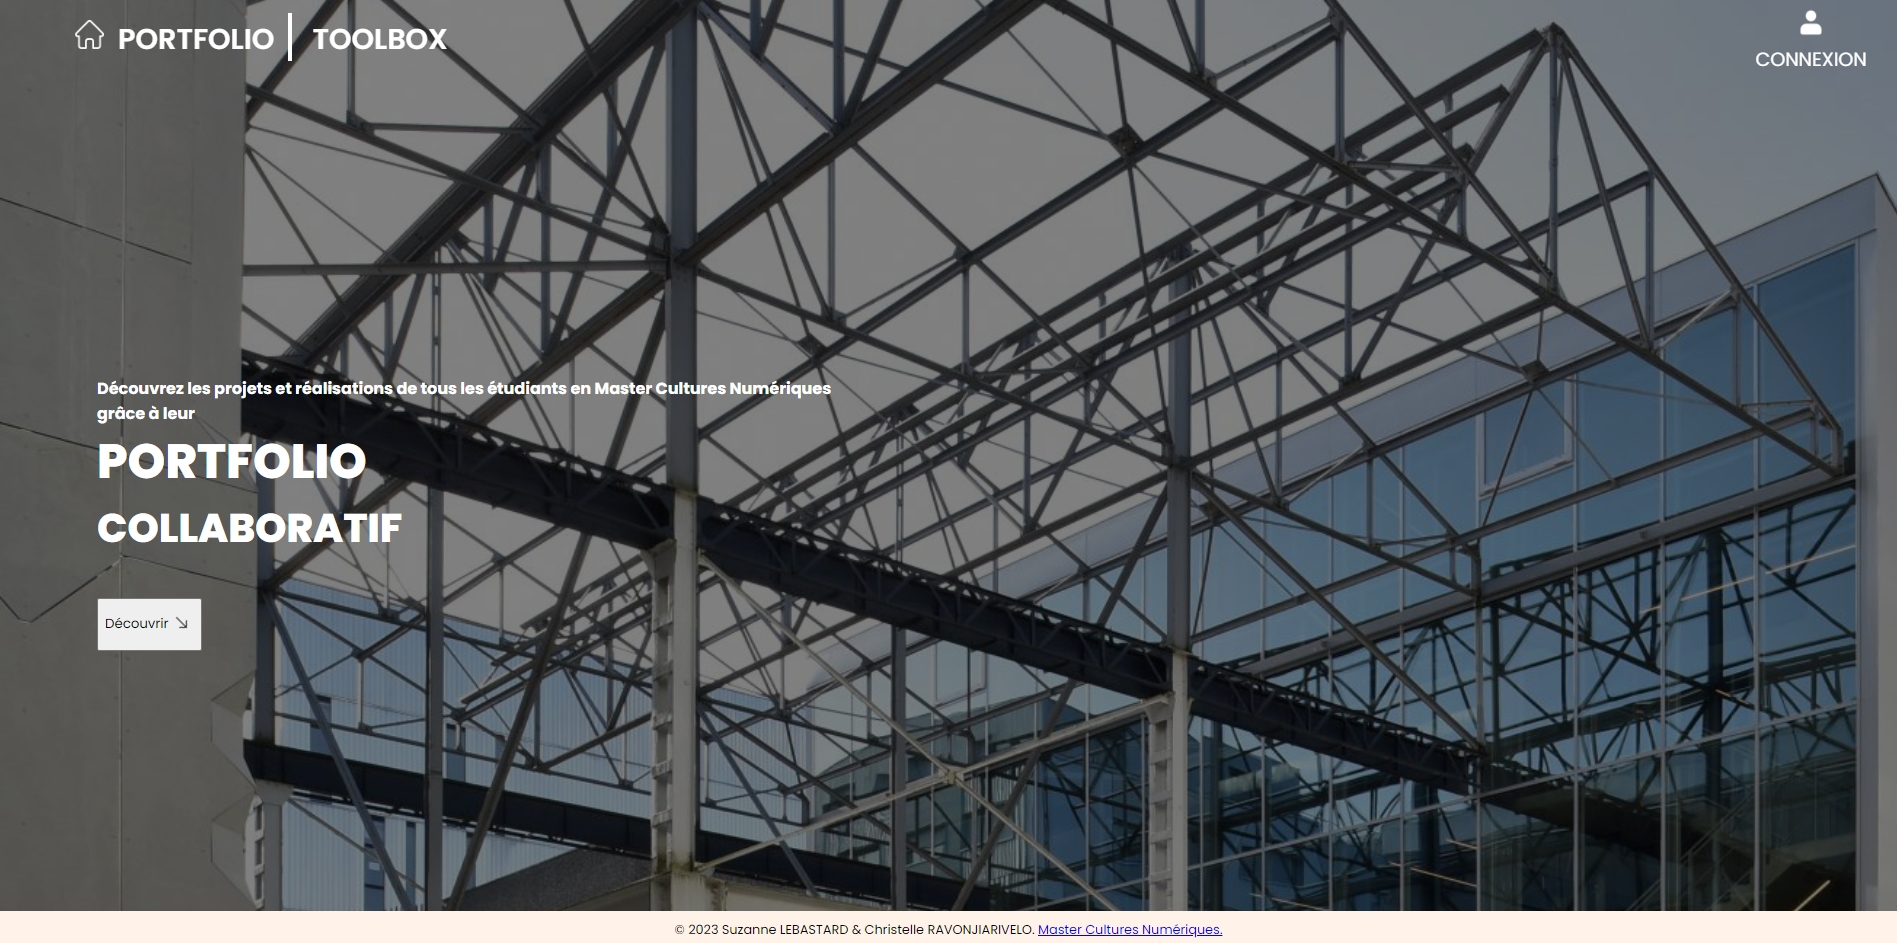 PORTFOLIO TOOLBOX
CONNEXION
Découvrez les projets et réalisations de tous les étudiants en Master Cultures Numériques
grâce à leur
PORTFOLIO
COLLABORATIF
Découvrir
© 2023 Suzanne LEBASTARD & Christelle RAVONJIARIVELO. Master Cultures Numériques.